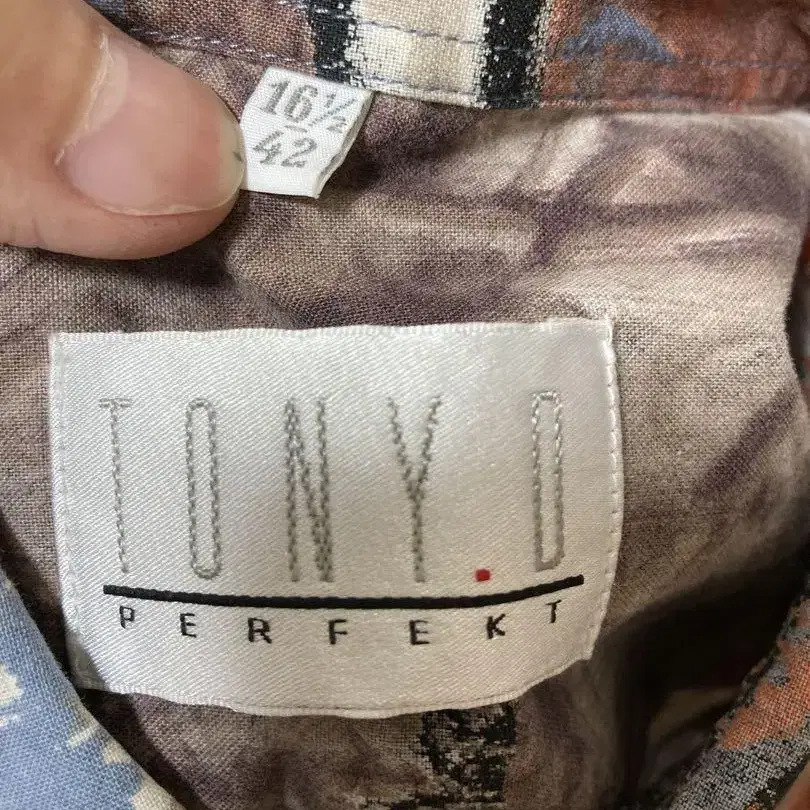 16½
42
TONY.D
PERFEKT